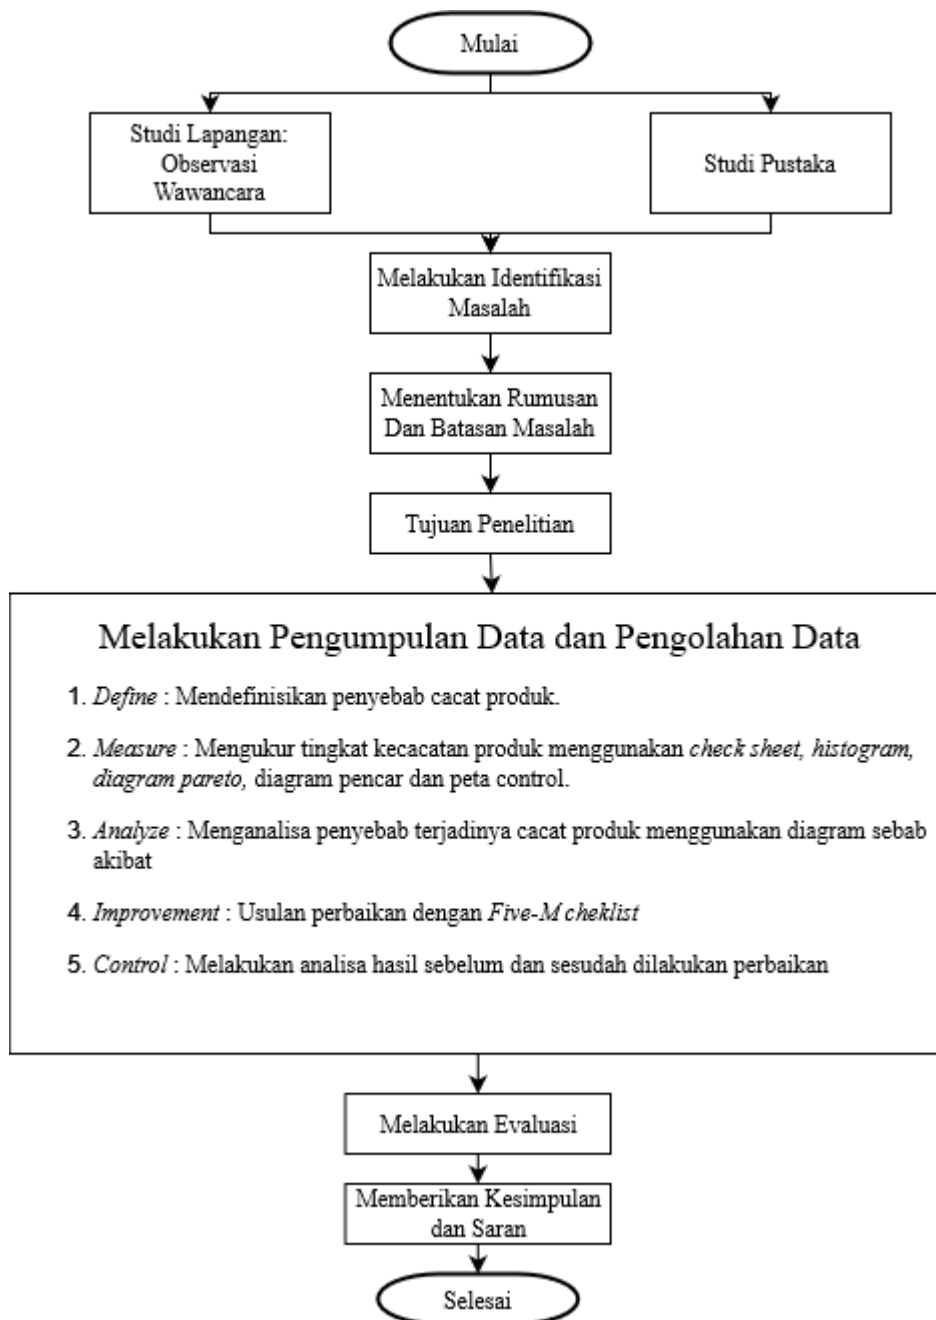 Mulai
Studi Lapangan:
Observasi
Wawancara
Studi Pustaka
Melakukan Identifikasi
Masalah
Menentukan Rumusan
Dan Batasan Masalah
Tujuan Penelitian
Melakukan Pengumpulan Data dan Pengolahan Data
1. Define : Mendefinisikan penyebab cacat produk.
2. Measure : Mengukur tingkat kecacatan produk menggunakan check sheet, histogram,
diagram pareto, diagram pencar dan peta control.
3. Analyze : Menganalisa penyebab terjadinya cacat produk menggunakan diagram sebab
akibat
4. Improvement : Usulan perbaikan dengan Five-M cheklist
5. Control : Melakukan analisa hasil sebelum dan sesudah dilakukan perbaikan
Melakukan Evaluasi
Memberikan Kesimpulan
dan Saran
Selesai